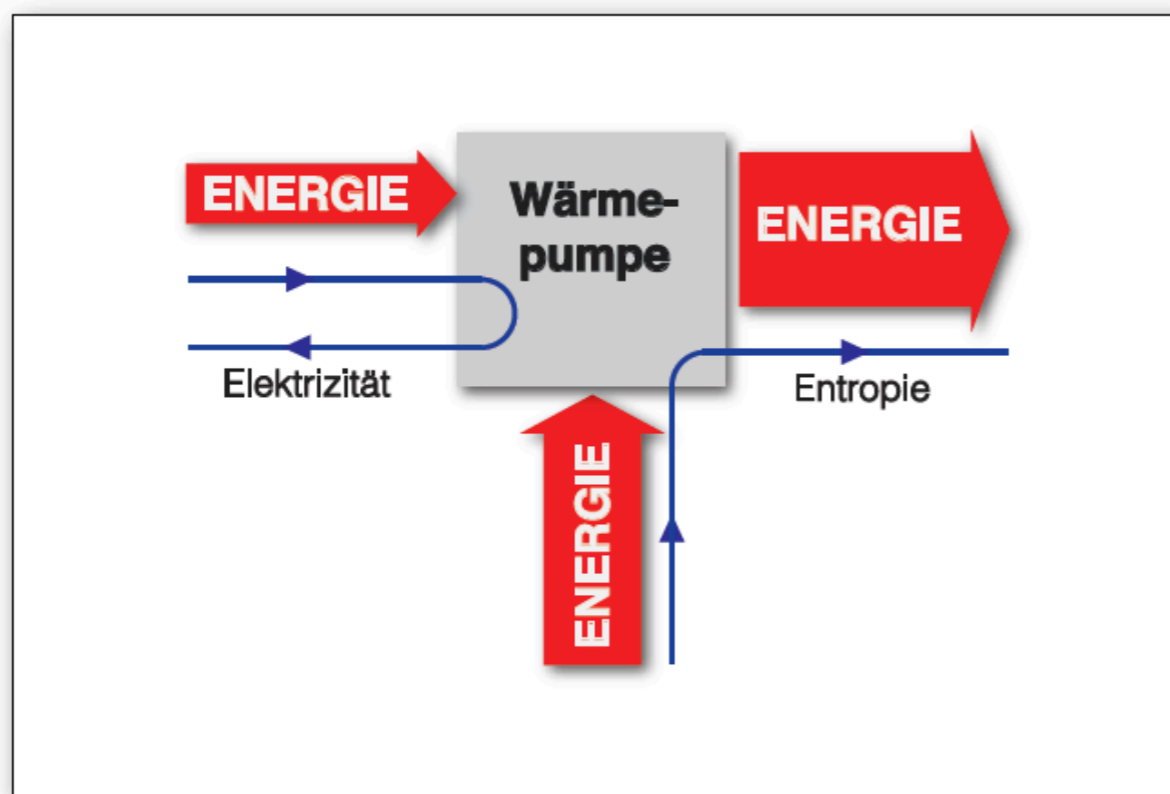 ENERGIE
Wärme-
pumpe
ENERGIE
Elektrizität
Entropie
ENERGIE